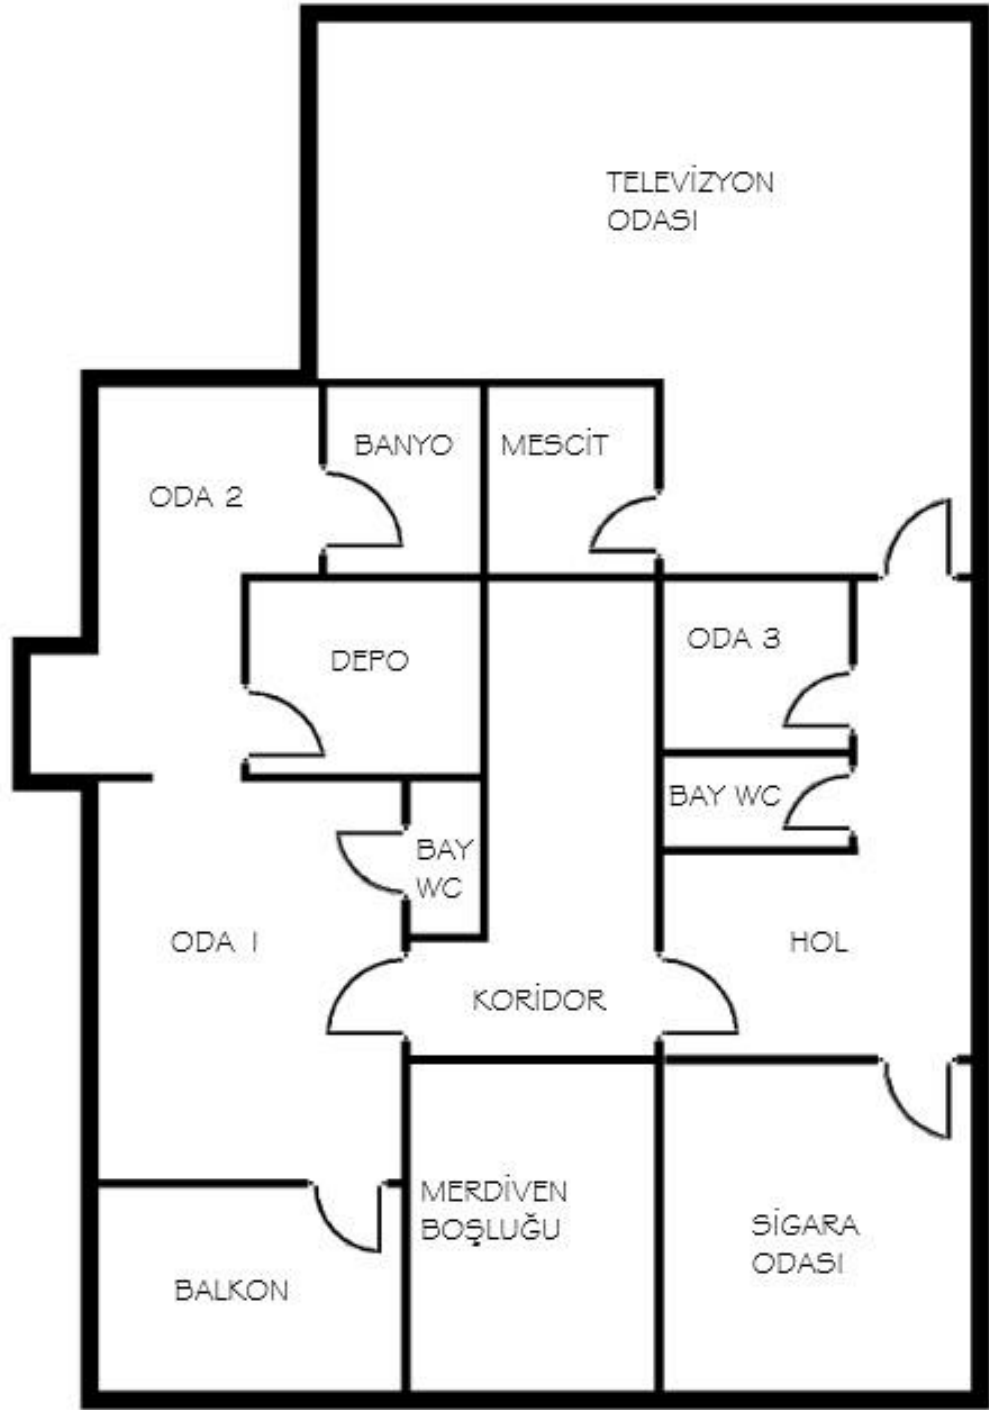 TELEVİZYON
ODASI
BANYO
MESCİT
ODA 2
ODA 3
DEPO
BAY WC
BAY
WC
ODA 1
HOL
KORİDOR
MERDİVEN
BOŞLUĞU
SİGARA
ODASI
BALKON